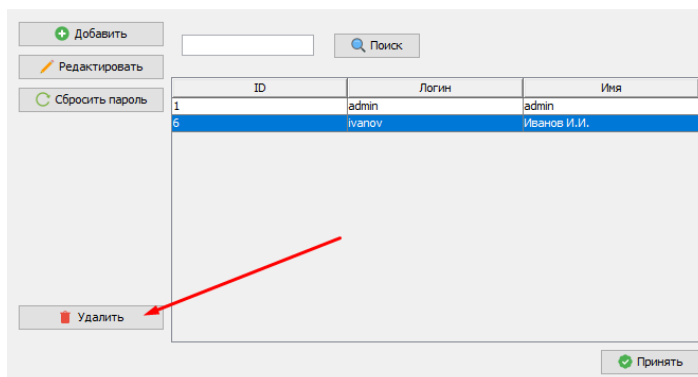 Добавить
Поиск
Редактировать
Сбросить пароль
ID Логин Имя
1 admin admin
6 ivanov Иванов И.И.
Удалить
Принять